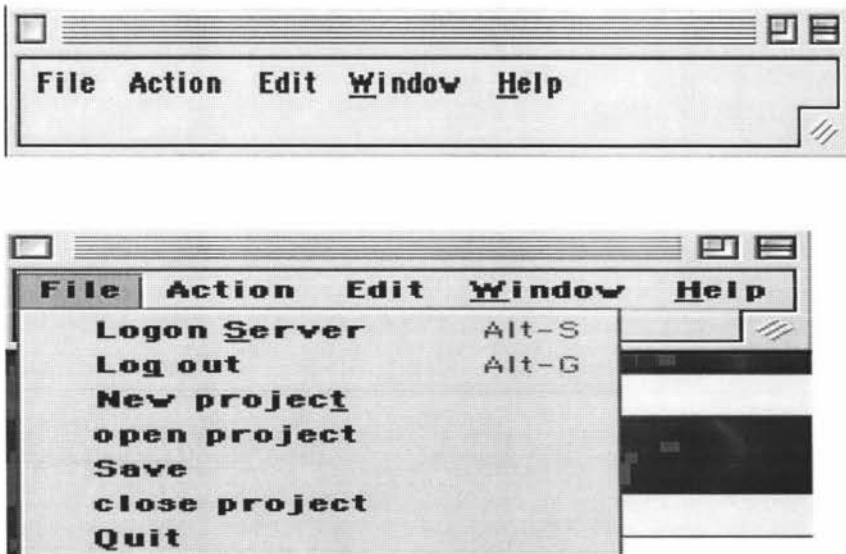 File Action Edit Window Help
File Action Edit Window Help
Logon Server Alt-S
Log out Alt-G
New project
open project
Save
close project
Quit